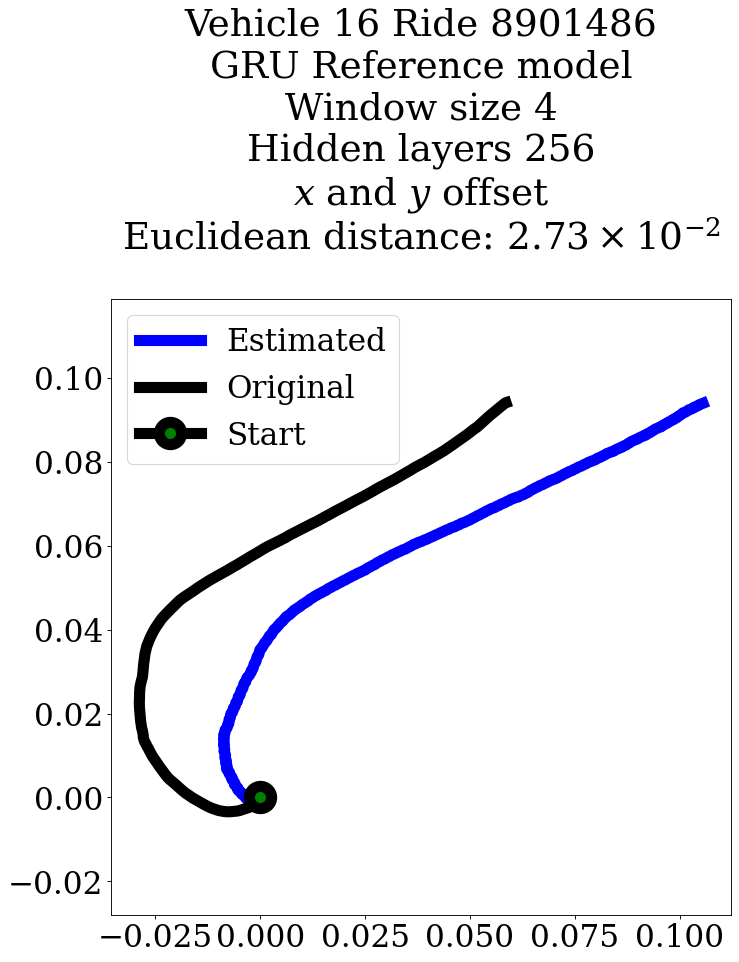 Vehicle 16 Ride 8901486
GRU Reference model
Window size 4
Hidden layers 256
x and y offset
Euclidean distance: 2.73 × 10⁻²
Estimated
Original
Start
0.10
0.08
0.06
0.04
0.02
0.00
−0.02
−0.025 0.000 0.025 0.050 0.075 0.100